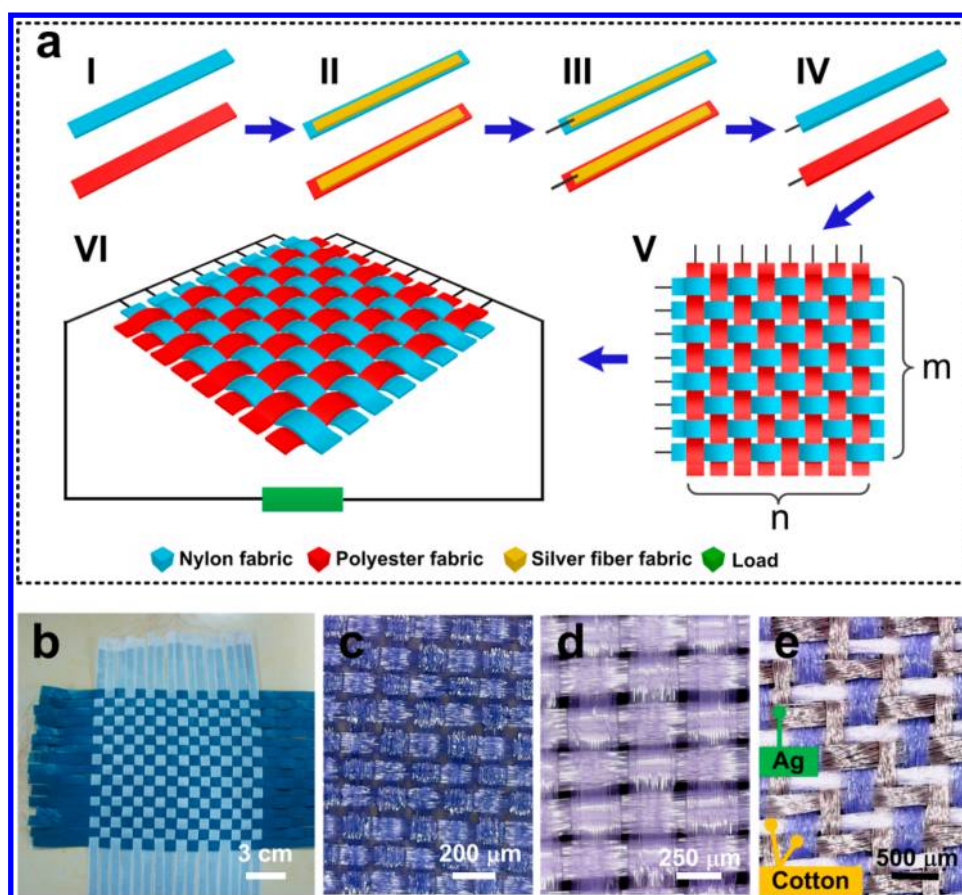 a
I
II
III
IV
VI
V
m
n
Nylon fabric
Polyester fabric
Silver fiber fabric
Load
b
c
d
e
Ag
3 cm
200 μm
250 μm
Cotton
500 μm